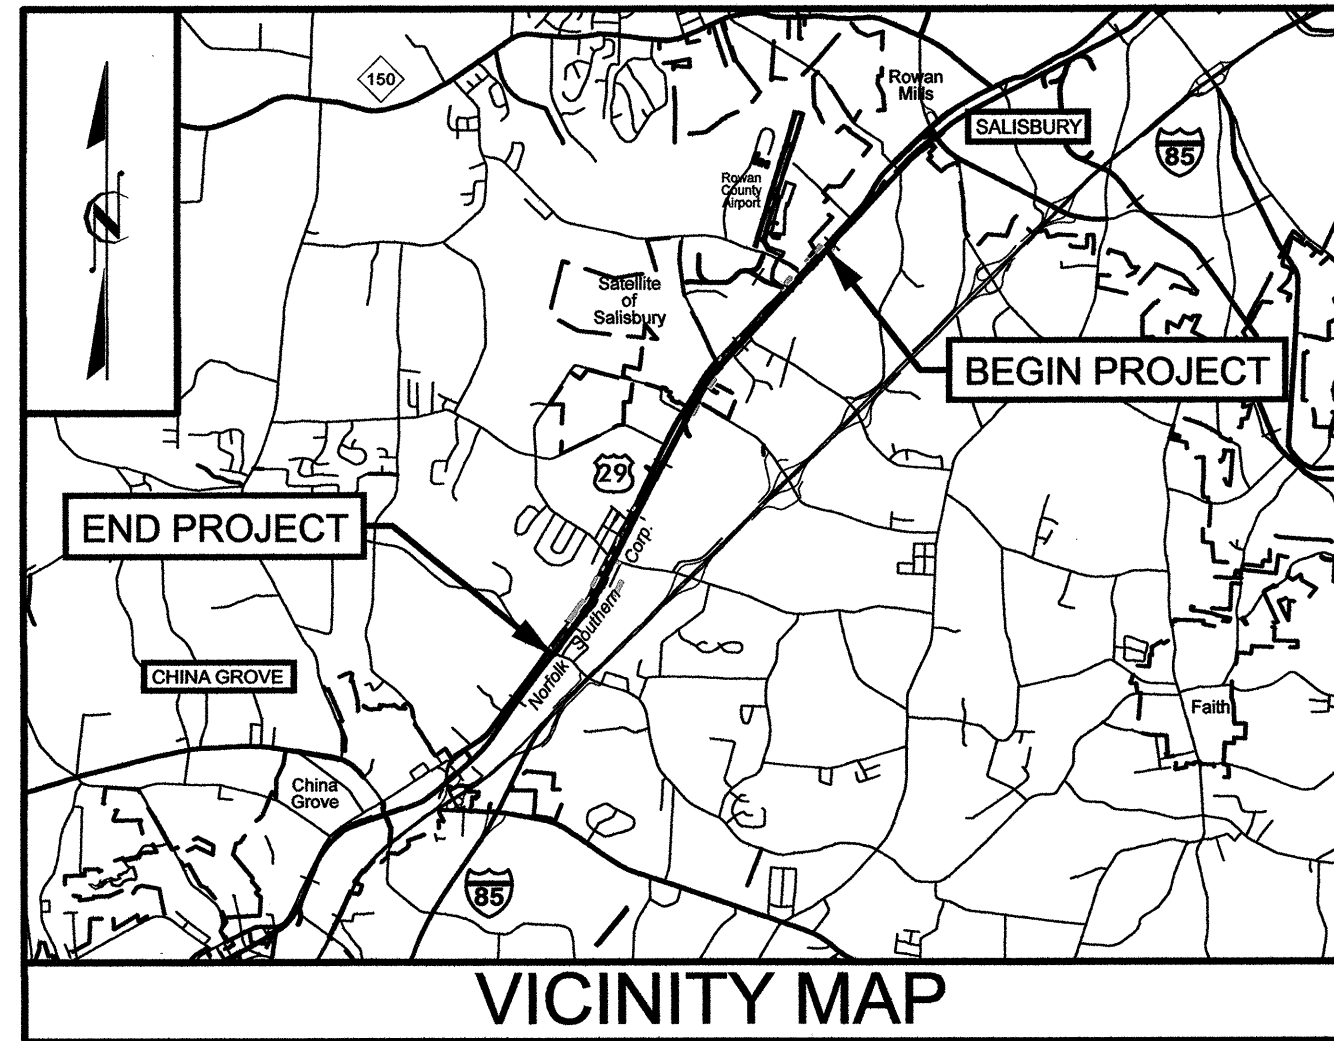 150
Rowan
Mills
SALISBURY
85
Rowan
County
Airport
N
Satellite
of
Salisbury
BEGIN PROJECT
29
END PROJECT
Norfolk Southern Corp.
CHINA GROVE
Faith
China
Grove
85
VICINITY MAP